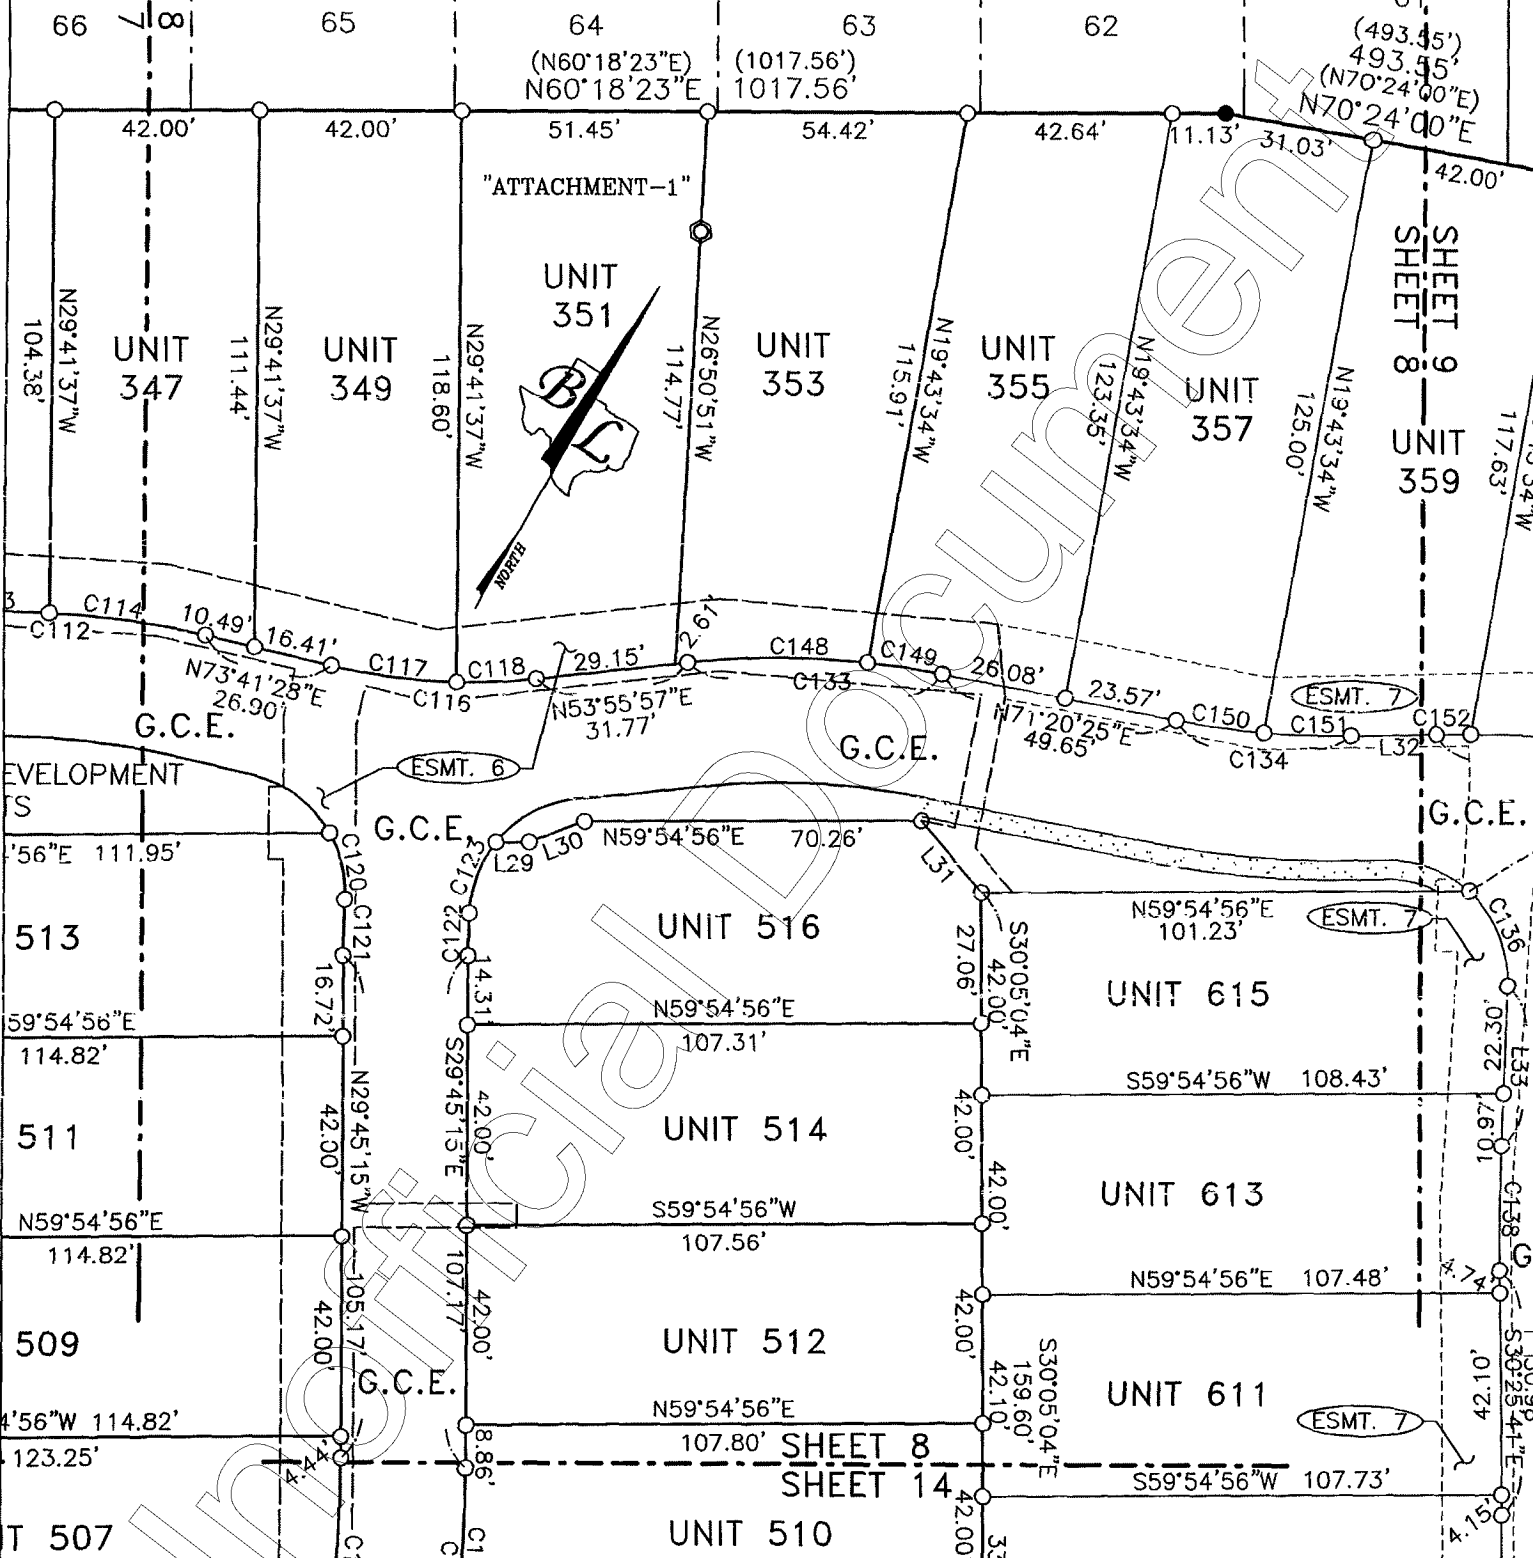 66
7
8
65
64
63
62
(N60°18'23"E) (1017.56')
N60°18'23"E 1017.56'
(493.55')
493.55'
(N70°24'00"E)
N70°24'00"E
42.00'
42.00'
51.45'
54.42'
42.64'
11.13'
31.03'
42.00'
"ATTACHMENT-1"
SHEET 9
SHEET 8
N29°41'37"W
104.38'
UNIT
347
N29°41'37"W
111.44'
UNIT
349
N29°41'37"W
118.60'
UNIT
351
B
L
NORTH
N26°50'51"W
114.77'
UNIT
353
N19°43'34"W
115.91'
UNIT
355
N19°43'34"W
123.35'
UNIT
357
N19°43'34"W
125.00'
UNIT
359
117.63'
C114
C112
10.49'
16.41'
N73°41'28"E
26.90'
C117
C118
C116
29.15'
2.61'
N53°55'57"E
31.77'
C148
C133
C149
26.08'
23.57'
N71°20'25"E
49.65'
C150
C151
C152
C134
L32
ESMT. 7
G.C.E.
G.C.E.
G.C.E.
G.C.E.
ESMT. 6
EVELOPMENT
TS
'56"E 111.95'
C120
C121
C123
C122
L29
L30
N59°54'56"E 70.26'
L31
513
UNIT 516
N59°54'56"E
101.23'
ESMT. 7
C136
16.72'
14.31'
27.06'
S30°05'04"E
42.00'
UNIT 615
22.30'
L33
59°54'56"E
114.82'
N59°54'56"E
107.31'
S59°54'56"W 108.43'
10.97'
511
42.00'
N29°45'15"W
S29°45'15"E
42.00'
UNIT 514
42.00'
42.00'
UNIT 613
C138
N59°54'56"E
114.82'
S59°54'56"W
107.56'
N59°54'56"E 107.48'
4.74'
509
42.00'
105.17'
107.17'
42.00'
UNIT 512
42.00'
42.10'
S30°05'04"E
159.60'
UNIT 611
42.10'
S30°25'41"E
G.C.E.
'56"W 114.82'
123.25'
4.44'
8.86'
N59°54'56"E
107.80'
SHEET 8
SHEET 14
ESMT. 7
S59°54'56"W 107.73'
4.15'
IT 507
UNIT 510
42.00
Unofficial Document